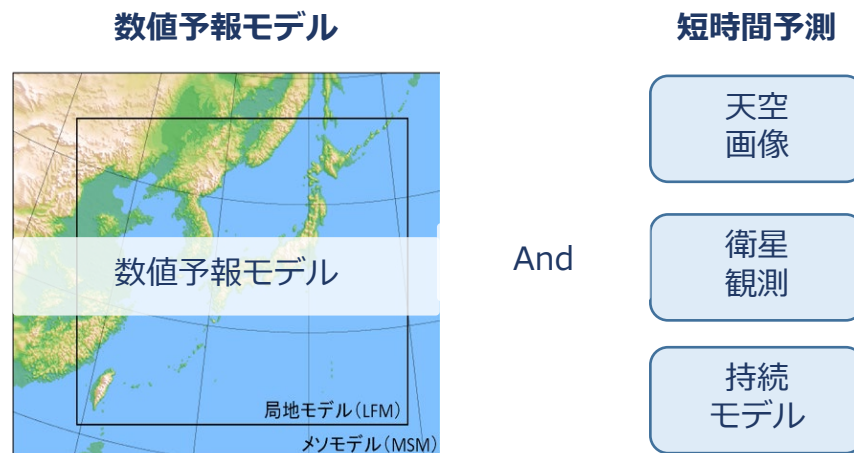 数値予報モデル
短時間予測
数値予報モデル
局地モデル(LFM)
メソモデル(MSM)
And
天空
画像
衛星
観測
持続
モデル